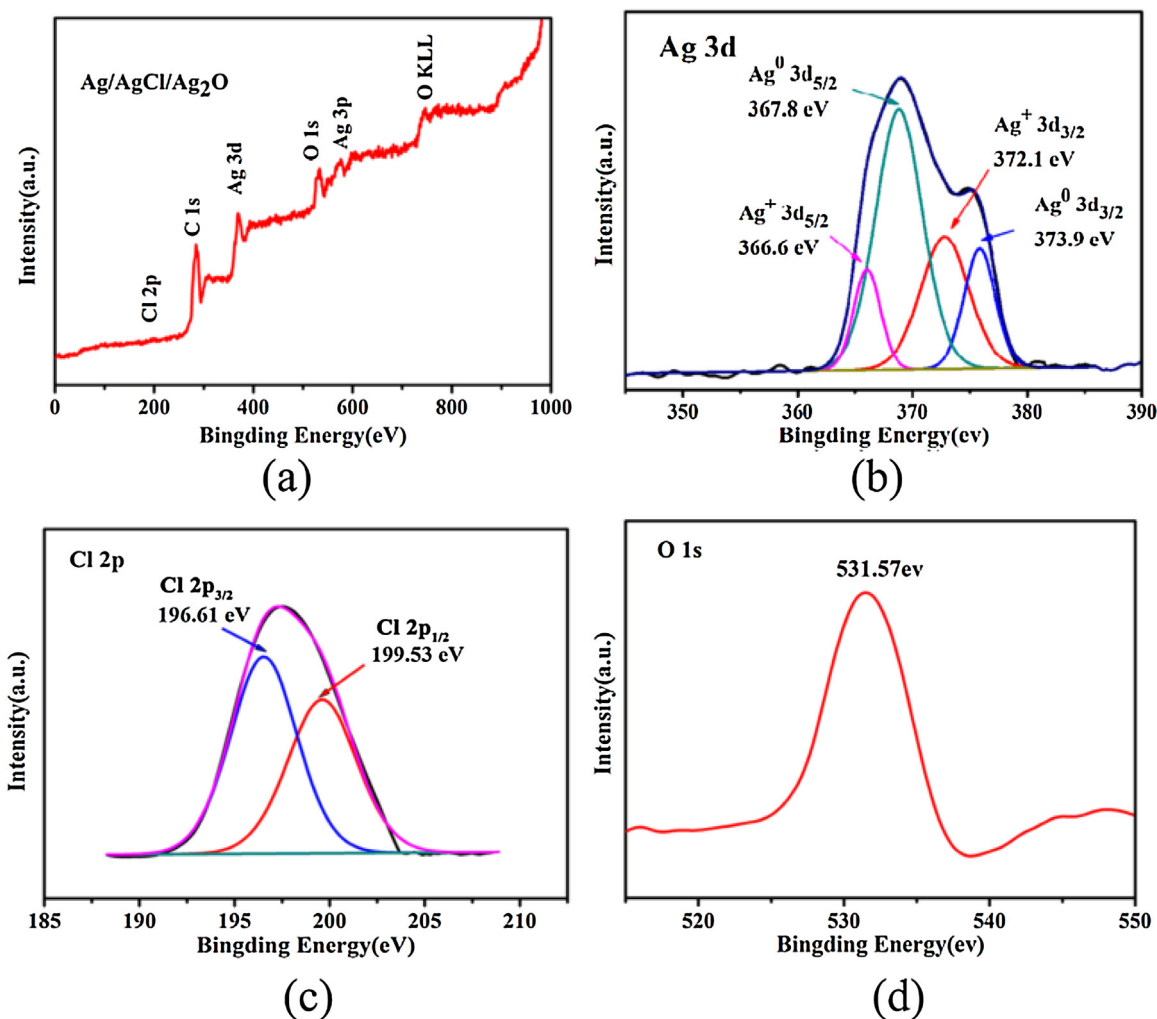 Ag/AgCl/Ag₂O
Cl 2p
C 1s
Ag 3d
O 1s
Ag 3p
O KLL
Intensity(a.u.)
0 200 400 600 800 1000
Bingding Energy(eV)
(a)
Ag 3d
Ag⁰ 3d₅/₂
367.8 eV
Ag⁺ 3d₃/₂
372.1 eV
Ag⁺ 3d₅/₂
366.6 eV
Ag⁰ 3d₃/₂
373.9 eV
Intensity(a.u.)
350 360 370 380 390
Bingding Energy(ev)
(b)
Cl 2p
Cl 2p₃/₂
196.61 eV
Cl 2p₁/₂
199.53 eV
Intensity(a.u.)
185 190 195 200 205 210
Bingding Energy(eV)
(c)
O 1s
531.57ev
Intensity(a.u.)
520 530 540 550
Bingding Energy(ev)
(d)